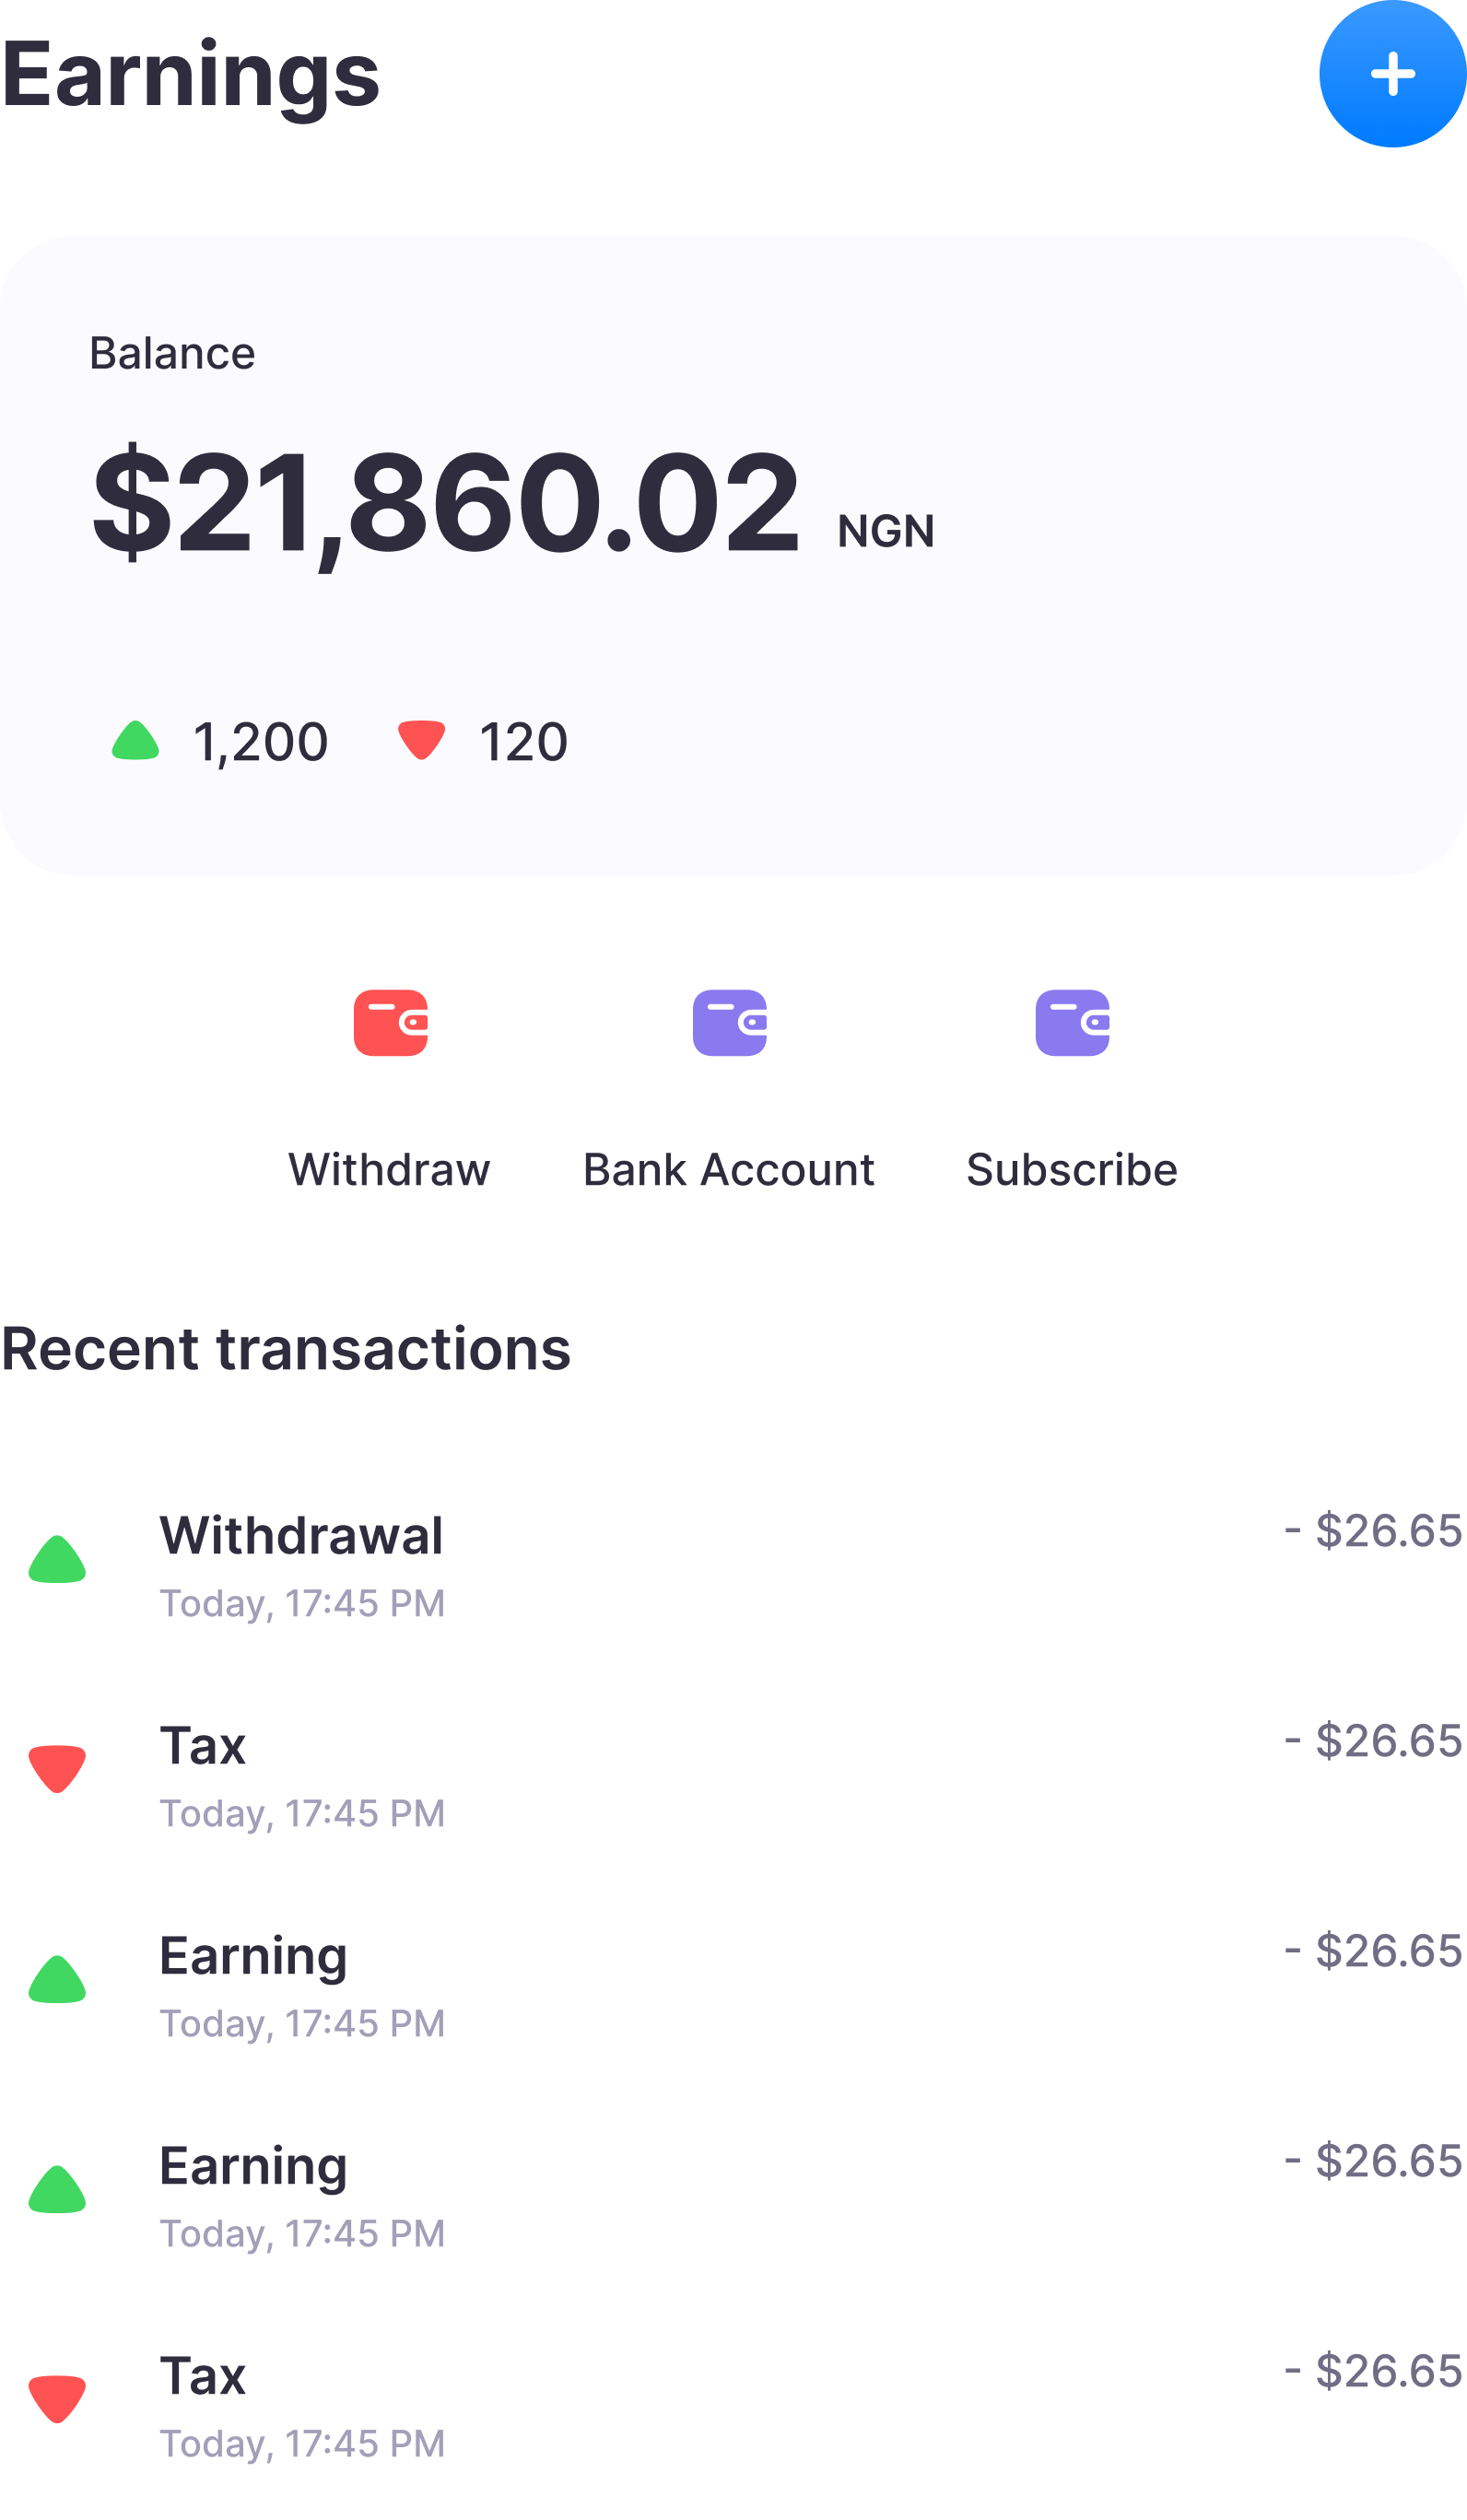 Earnings
Balance
$21,860.02 NGN
1,200 120
Withdraw Bank Account Subscribe
Recent transactions
Withdrawal - $26.65
Today, 17:45 PM
Tax - $26.65
Today, 17:45 PM
Earning - $26.65
Today, 17:45 PM
Earning - $26.65
Today, 17:45 PM
Tax - $26.65
Today, 17:45 PM